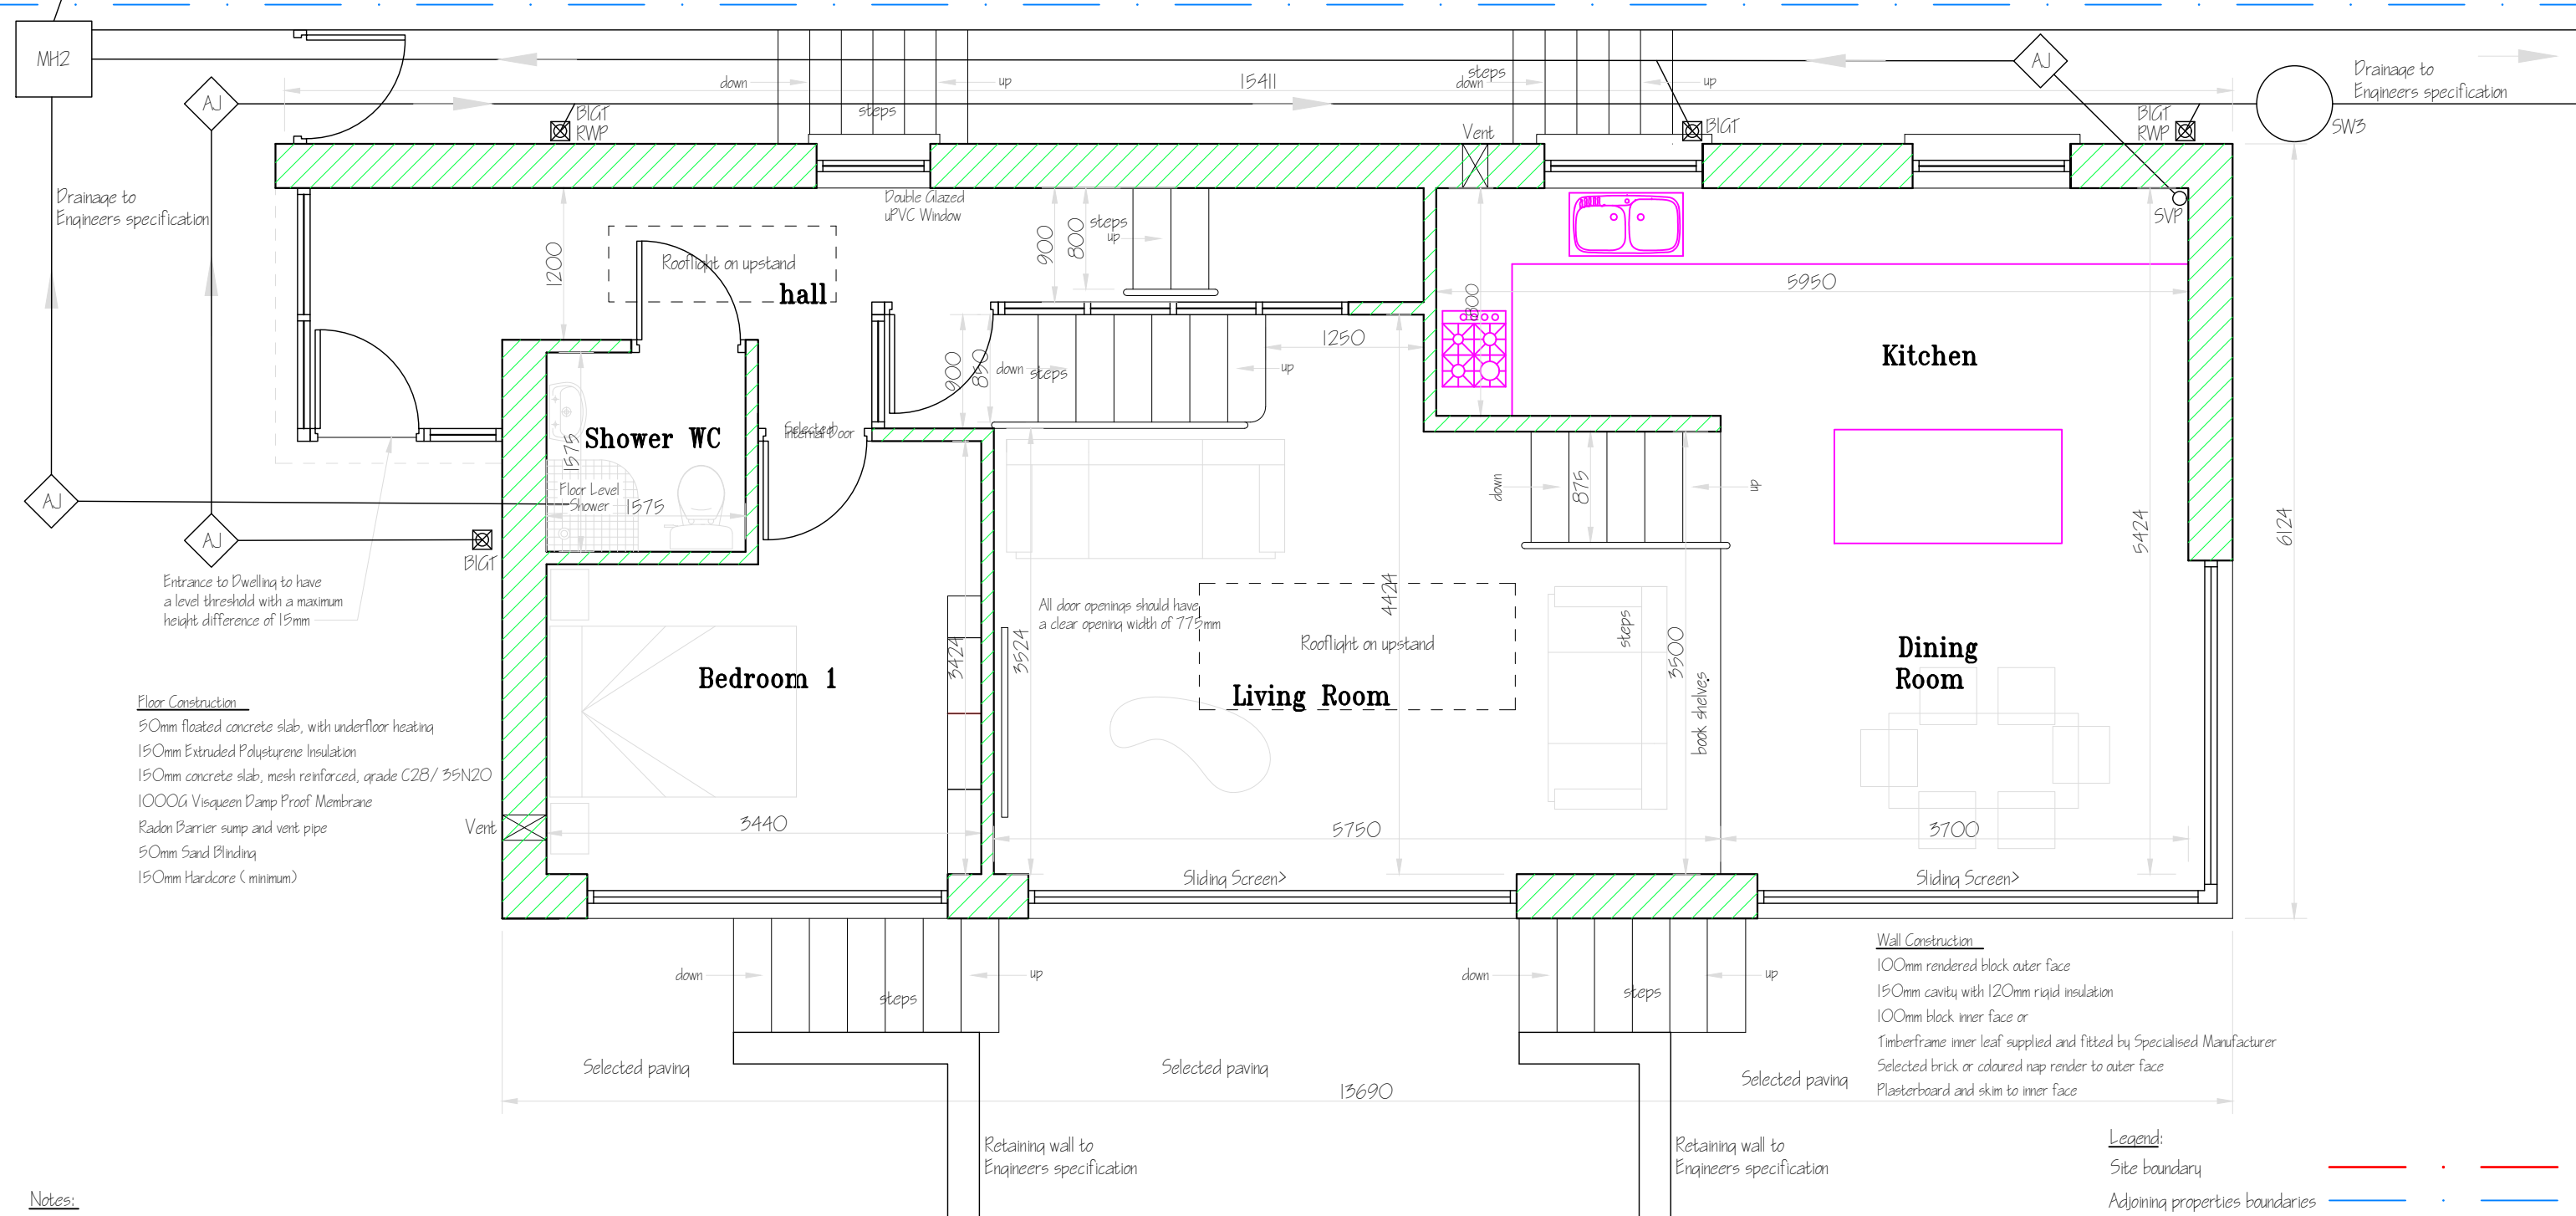 MH2
AJ
AJ
down
up
15411
steps
down
up
steps
Drainage to
Engineers specification
BIGT
RWP
steps
Vent
BIGT
BIGT
RWP
SW3
Drainage to
Engineers specification
Double Glazed
uPVC Window
SVP
1200
Rooflight on upstand
hall
900
800
steps
up
5950
1800
Kitchen
900
850
down
steps
1250
up
Shower WC
Selected
Internal Door
1575
Floor Level
Shower
1575
AJ
AJ
BIGT
down
875
up
5424
6124
Entrance to Dwelling to have
a level threshold with a maximum
height difference of 15mm
All door openings should have
a clear opening width of 775mm
4424
Rooflight on upstand
steps
3500
Dining
Room
3424
3524
Bedroom 1
Living Room
book shelves
Floor Construction
50mm floated concrete slab, with underfloor heating
150mm Extruded Polystyrene Insulation
150mm concrete slab, mesh reinforced, grade C28/ 35N20
1000G Visqueen Damp Proof Membrane
Radon Barrier sump and vent pipe
50mm Sand Blinding
150mm Hardcore ( minimum)
Vent
3440
5750
3700
Sliding Screen>
Sliding Screen>
down
steps
up
down
steps
up
Wall Construction
100mm rendered block outer face
150mm cavity with 120mm rigid insulation
100mm block inner face or
Timberframe inner leaf supplied and fitted by Specialised Manufacturer
Selected brick or coloured nap render to outer face
Plasterboard and skim to inner face
Selected paving
Selected paving
Selected paving
13690
Retaining wall to
Engineers specification
Retaining wall to
Engineers specification
Legend:
Site boundary
Adjoining properties boundaries
Notes: